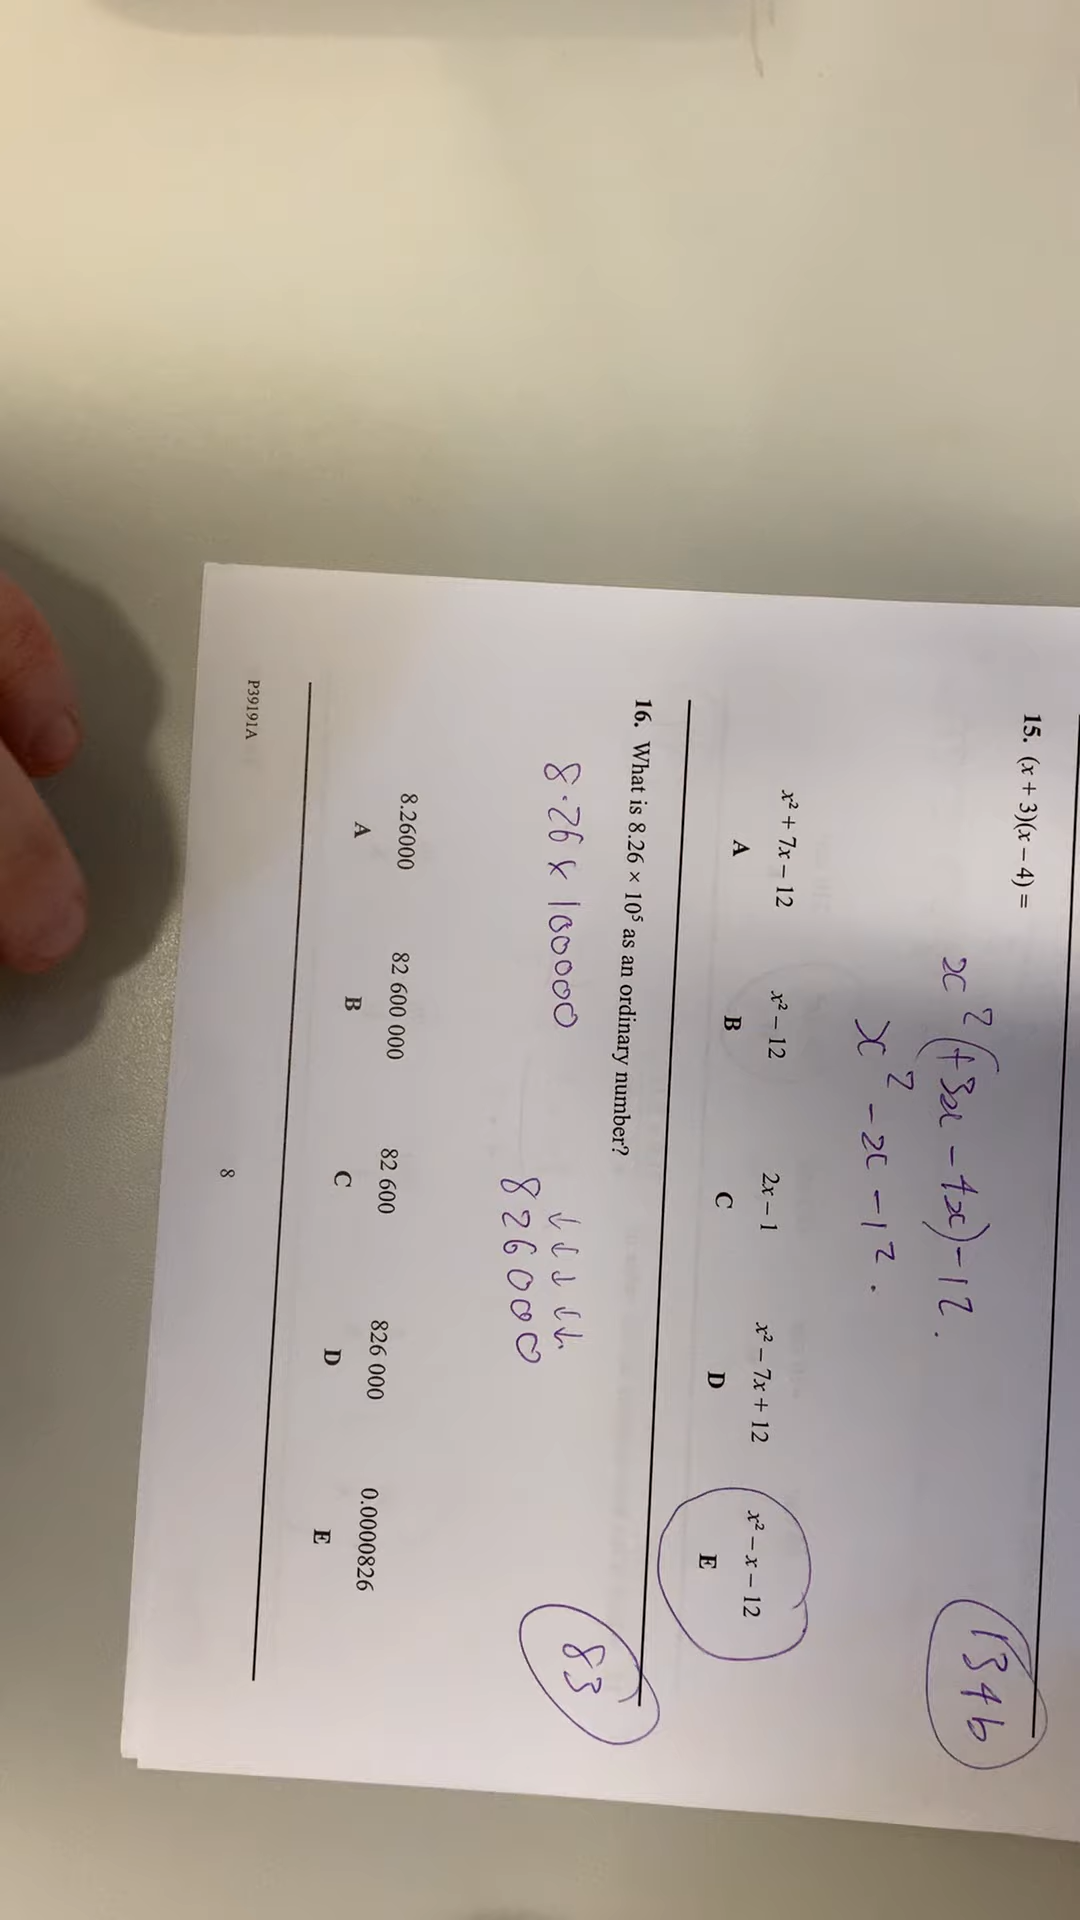 15. (x + 3)(x – 4) =
134b
x² (+3x – 4x) – 12.
x² – x – 12.
x² + 7x – 12 x² – 12 2x – 1 x² – 7x + 12 x² – x – 12
A B C D E
16. What is 8.26 × 10⁵ as an ordinary number?
83
8.26 × 100000
826000
8.26000 82 600 000 82 600 826 000 0.0000826
A B C D E
P39191A
8